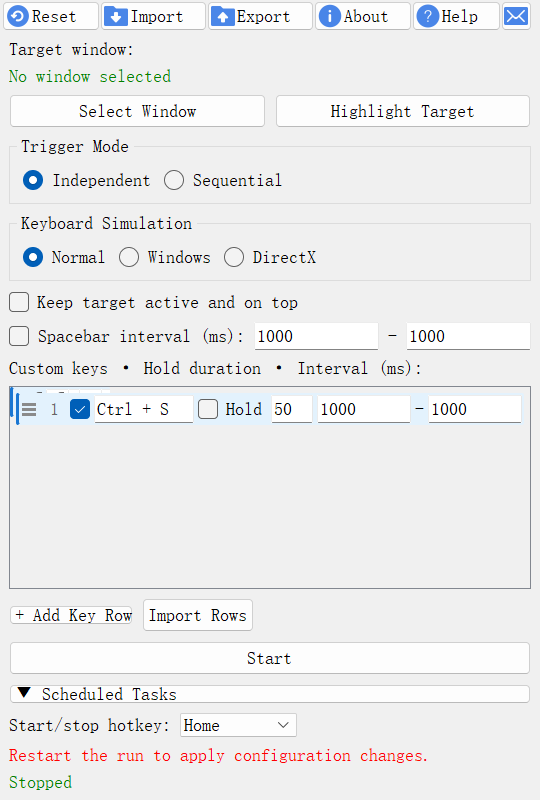 Reset Import Export About Help
Target window:
No window selected
Select Window Highlight Target
Trigger Mode
Independent Sequential
Keyboard Simulation
Normal Windows DirectX
Keep target active and on top
Spacebar interval (ms): 1000 - 1000
Custom keys • Hold duration • Interval (ms):
1 Ctrl + S Hold 50 1000 - 1000
+ Add Key Row Import Rows
Start
▼ Scheduled Tasks
Start/stop hotkey: Home
Restart the run to apply configuration changes.
Stopped